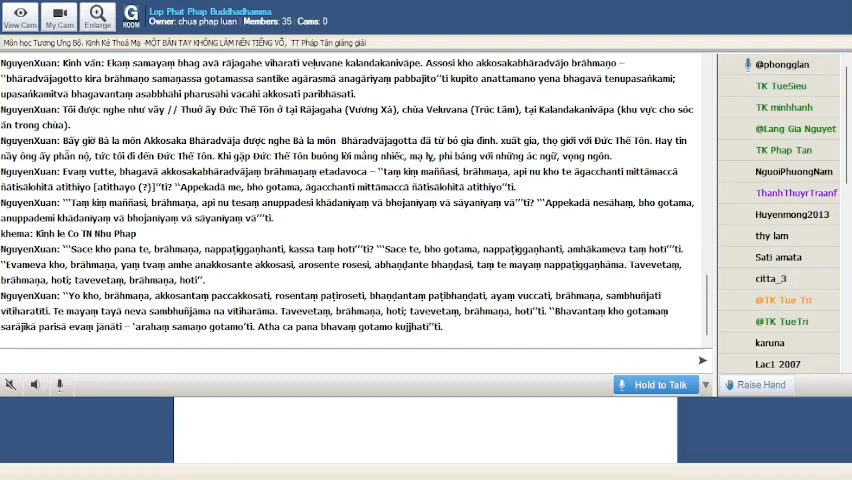 Lop Phat Phap Buddhadhamma
Owner: chua phap luan | Members: 35 | Cams: 0
View Cam
My Cam
Enlarge
G
ROOM
Môn học Tương Ưng Bộ. Kinh Kẻ Thoá Mạ -MỘT BÀN TAY KHÔNG LÀM NÊN TIẾNG VỖ, TT Pháp Tân giảng giải
NguyenXuan: Kinh văn: Ekaṃ samayaṃ bhag avā rājagahe viharati veḷuvane kalandakanivāpe. Assosi kho akkosakabhāradvājo brāhmaṇo –
‘‘bhāradvājagotto kira brāhmaṇo samaṇassa gotamassa santike agārasmā anagāriyaṃ pabbajito’’ti kupito anattamano yena bhagavā tenupasaṅkami;
upasaṅkamitvā bhagavantaṃ asabbhāhi pharusāhi vācāhi akkosati paribhāsati.
NguyenXuan: Tôi được nghe như vầy // Thuở ấy Đức Thế Tôn ở tại Rājagaha (Vương Xá), chùa Veluvana (Trúc Lâm), tại Kalandakanivāpa (khu vực cho sóc
ăn trong chùa).
NguyenXuan: Bấy giờ Bà la môn Akkosaka Bhāradvāja được nghe Bà la môn Bhāradvājagotta đã từ bỏ gia đình. xuất gia, thọ giới với Đức Thế Tôn. Hay tin
nầy ông ấy phẫn nộ, tức tối đi đến Đức Thế Tôn. Khi gặp Đức Thế Tôn buông lời mắng nhiếc, mạ lỵ, phỉ báng với những ác ngữ, vọng ngôn.
NguyenXuan: Evaṃ vutte, bhagavā akkosakabhāradvājaṃ brāhmaṇaṃ etadavoca – ‘‘taṃ kiṃ maññasi, brāhmaṇa, api nu kho te āgacchanti mittāmaccā
ñātisālohitā atithiyo [atithayo (?)]’’ti? ‘‘Appekadā me, bho gotama, āgacchanti mittāmaccā ñātisālohitā atithiyo’’ti.
NguyenXuan: ‘‘‘Taṃ kiṃ maññasi, brāhmaṇa, api nu tesaṃ anuppadesi khādanīyaṃ vā bhojanīyaṃ vā sāyanīyaṃ vā’’’ti? ‘‘‘Appekadā nesāhaṃ, bho gotama,
anuppademi khādanīyaṃ vā bhojanīyaṃ vā sāyanīyaṃ vā’’’ti.
khema: Kinh le Co TN Nhu Phap
NguyenXuan: ‘‘‘Sace kho pana te, brāhmaṇa, nappaṭiggaṇhanti, kassa taṃ hotī’’ti? ‘‘‘Sace te, bho gotama, nappaṭiggaṇhanti, amhākameva taṃ hotī’’ti.
‘‘Evameva kho, brāhmaṇa, yaṃ tvaṃ amhe anakkosante akkosasi, arosente rosesi, abhaṇḍante bhaṇḍasi, taṃ te mayaṃ nappaṭiggaṇhāma. Tavevetaṃ,
brāhmaṇa, hoti; tavevetaṃ, brāhmaṇa, hoti’’.
NguyenXuan: ‘‘Yo kho, brāhmaṇa, akkosantaṃ paccakkosati, rosentaṃ paṭiroseti, bhaṇḍantaṃ paṭibhaṇḍati, ayaṃ vuccati, brāhmaṇa, sambhuñjati
vītiharatīti. Te mayaṃ tayā neva sambhuñjāma na vītiharāma. Tavevetaṃ, brāhmaṇa, hoti; tavevetaṃ, brāhmaṇa, hotī’’ti. ‘‘Bhavantaṃ kho gotamaṃ
sarājikā parisā evaṃ jānāti – ‘arahaṃ samaṇo gotamo’ti. Atha ca pana bhavaṃ gotamo kujjhatī’’ti.
Hold to Talk
@phongglan
TK TueSieu
TK minhhanh
@Lang Gia Nguyet
TK Phap Tan
NguoiPhuongNam
ThanhThuyrTraanf
Huyenmong2013
thy lam
Sati amata
citta_3
@TK Tue Tri
@TK TueTri
karuna
Lac1 2007
Raise Hand